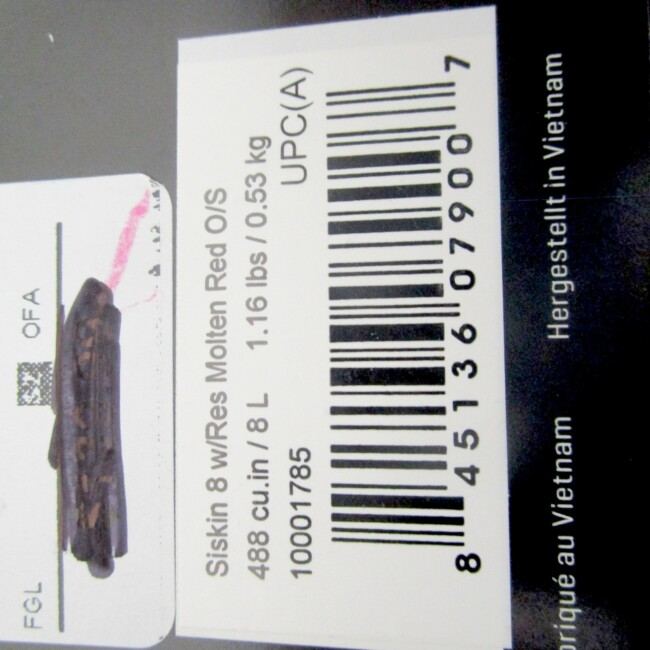 FGL OFA
Siskin 8 w/Res Molten Red O/S
488 cu.in / 8 L 1.16 lbs / 0.53 kg
10001785 UPC(A)
8 45136 07900 7
Hergestellt in Vietnam
briqué au Vietnam